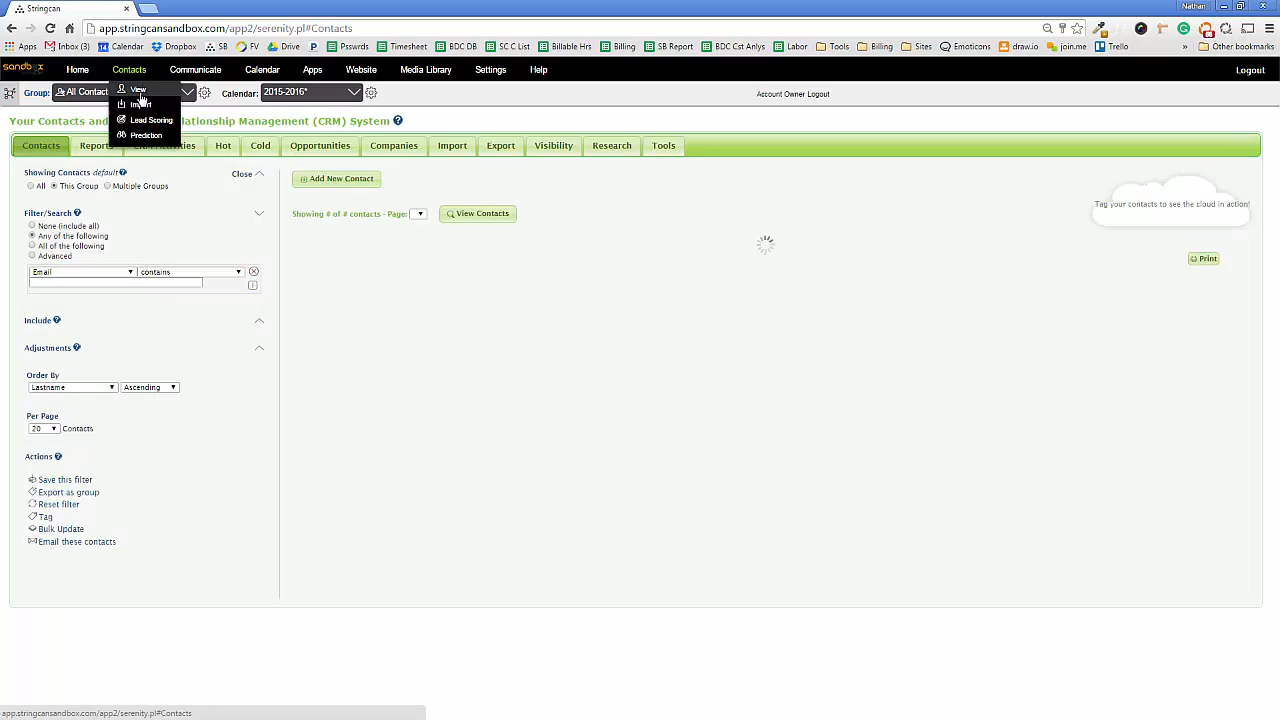 Stringcan
Nathan
app.stringcansandbox.com/app2/serenity.pl#Contacts
Apps Inbox (3) Calendar Dropbox SB FV Drive Psswrds Timesheet BDC DB SC C List Billable Hrs Billing SB Report BDC Cst Anlys Labor Tools Billing Sites Emoticons draw.io join.me Trello » Other bookmarks
sandbox Home Contacts Communicate Calendar Apps Website Media Library Settings Help Logout
Group: All Contact Calendar: 2015-2016* Account Owner Logout
View
Import
Lead Scoring
Prediction
Your Contacts and elationship Management (CRM) System
Contacts Reports CRM Activities Hot Cold Opportunities Companies Import Export Visibility Research Tools
Showing Contacts default Close
All This Group Multiple Groups
Add New Contact
Filter/Search
Showing # of # contacts - Page: View Contacts
Tag your contacts to see the cloud in action!
None (include all)
Any of the following
All of the following
Advanced
Print
Email contains
Include
Adjustments
Order By
Lastname Ascending
Per Page
20 Contacts
Actions
Save this filter
Export as group
Reset filter
Tag
Bulk Update
Email these contacts
app.stringcansandbox.com/app2/serenity.pl#Contacts